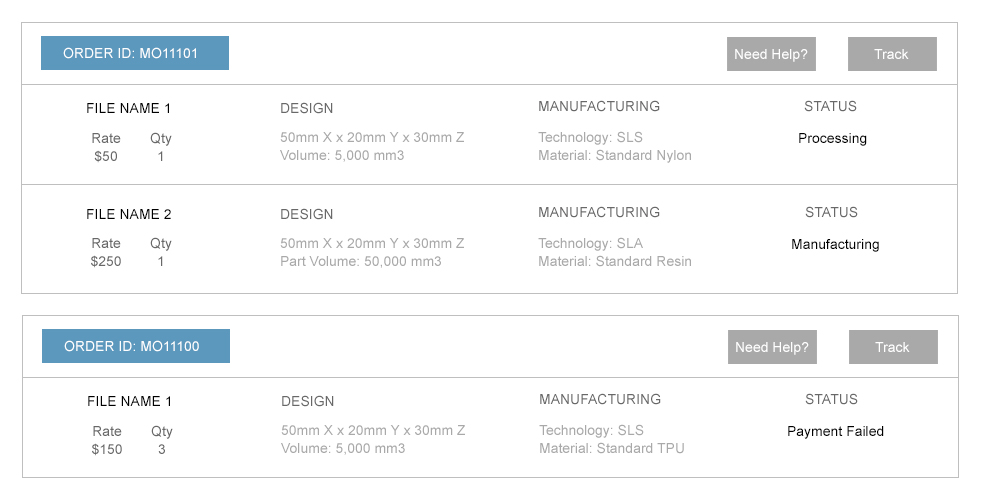 ORDER ID: MO11101 Need Help? Track
FILE NAME 1 DESIGN MANUFACTURING STATUS
Rate Qty 50mm X x 20mm Y x 30mm Z Technology: SLS Processing
$50 1 Volume: 5,000 mm3 Material: Standard Nylon
FILE NAME 2 DESIGN MANUFACTURING STATUS
Rate Qty 50mm X x 20mm Y x 30mm Z Technology: SLA Manufacturing
$250 1 Part Volume: 50,000 mm3 Material: Standard Resin
ORDER ID: MO11100 Need Help? Track
FILE NAME 1 DESIGN MANUFACTURING STATUS
Rate Qty 50mm X x 20mm Y x 30mm Z Technology: SLS Payment Failed
$150 3 Volume: 5,000 mm3 Material: Standard TPU